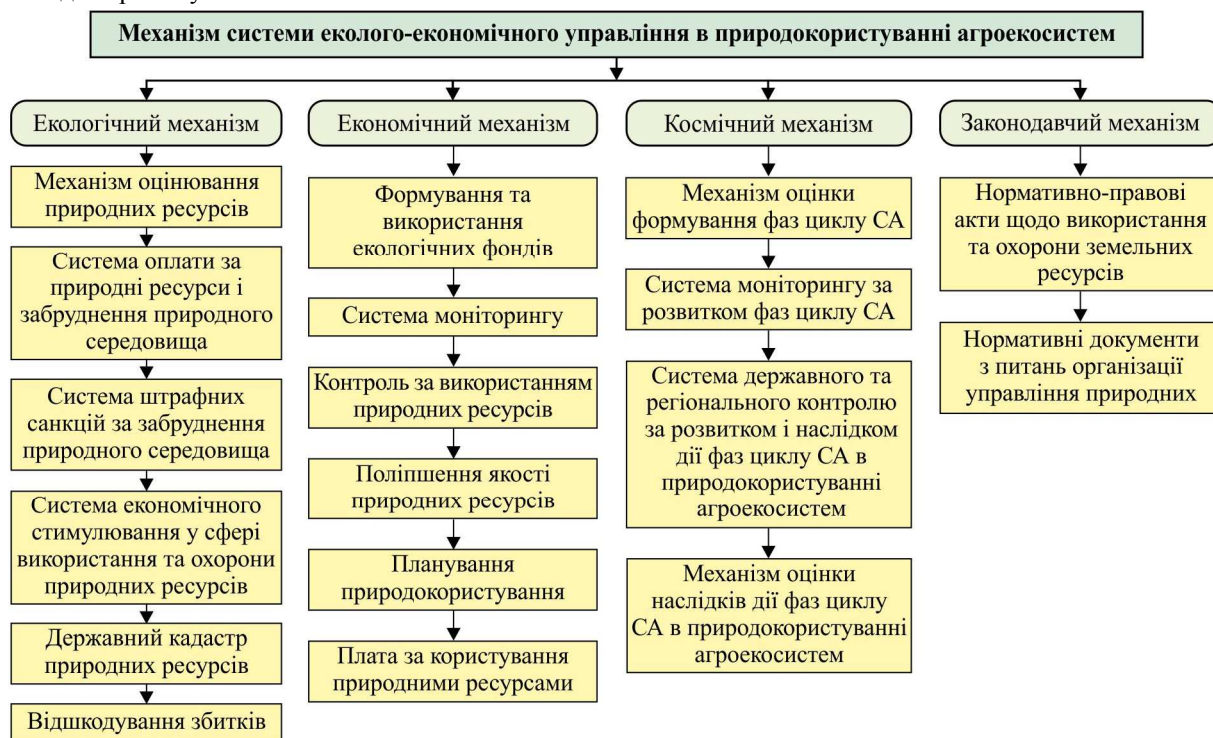 Механізм системи еколого-економічного управління в природокористуванні агроекосистем
Екологічний механізм
Механізм оцінювання
природних ресурсів
Система оплати за
природні ресурси і
забруднення природного
середовища
Система штрафних
санкцій за забруднення
природного середовища
Система економічного
стимулювання у сфері
використання та охорони
природних ресурсів
Державний кадастр
природних ресурсів
Відшкодування збитків
Економічний механізм
Формування та
використання
екологічних фондів
Система моніторингу
Контроль за використанням
природних ресурсів
Поліпшення якості
природних ресурсів
Планування
природокористування
Плата за користування
природними ресурсами
Космічний механізм
Механізм оцінки
формування фаз циклу СА
Система моніторингу за
розвитком фаз циклу СА
Система державного та
регіонального контролю
за розвитком і наслідком
дії фаз циклу СА в
природокористуванні
агроекосистем
Механізм оцінки
наслідків дії фаз циклу
СА в природокористуванні
агроекосистем
Законодавчий механізм
Нормативно-правові
акти щодо використання
та охорони земельних
ресурсів
Нормативні документи
з питань організації
управління природних